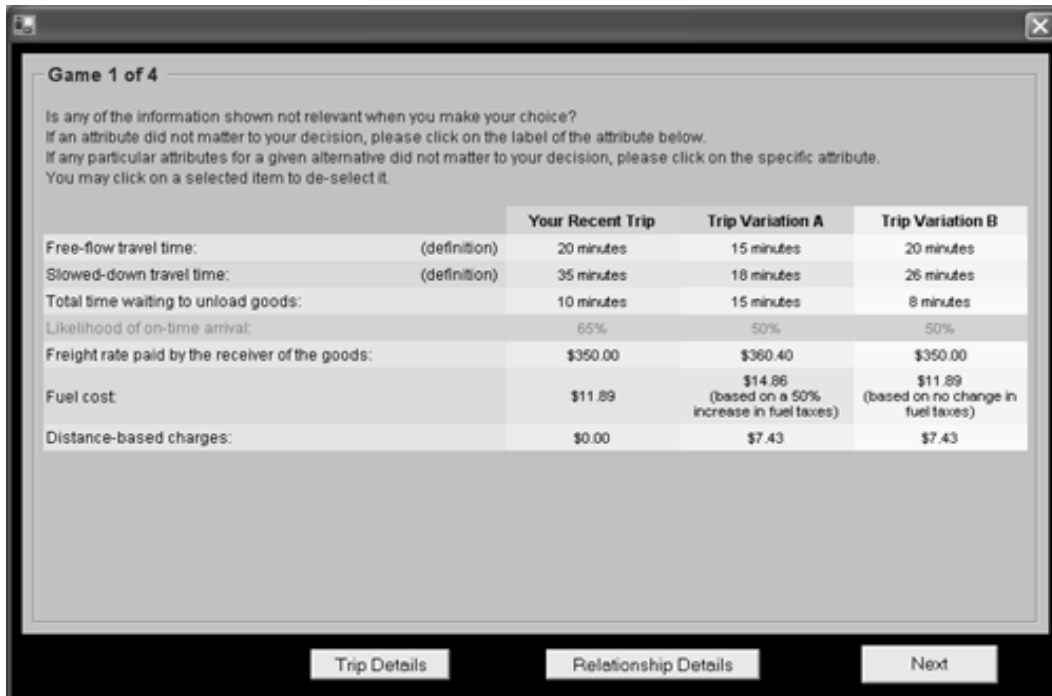 Game 1 of 4
Is any of the information shown not relevant when you make your choice?
If an attribute did not matter to your decision, please click on the label of the attribute below.
If any particular attributes for a given alternative did not matter to your decision, please click on the specific attribute.
You may click on a selected item to de-select it.
Your Recent Trip Trip Variation A Trip Variation B
Free-flow travel time: (definition) 20 minutes 15 minutes 20 minutes
Slowed-down travel time: (definition) 35 minutes 18 minutes 26 minutes
Total time waiting to unload goods: 10 minutes 15 minutes 8 minutes
Likelihood of on-time arrival: 65% 50% 50%
Freight rate paid by the receiver of the goods: $350.00 $360.40 $350.00
Fuel cost: $11.89 $14.86 (based on a 50% increase in fuel taxes) $11.89 (based on no change in fuel taxes)
Distance-based charges: $0.00 $7.43 $7.43
Trip Details Relationship Details Next